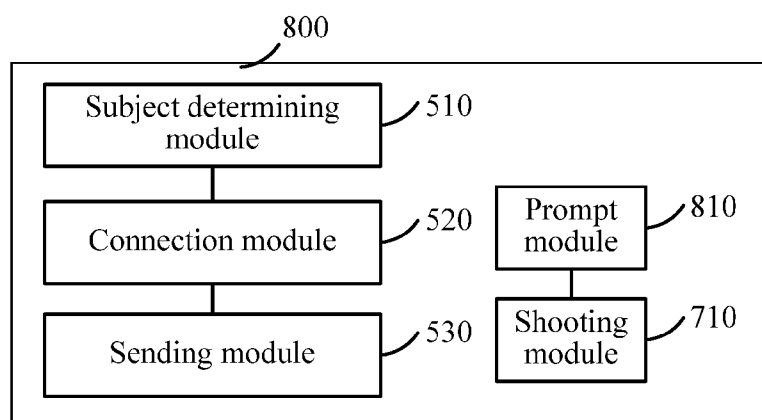 800
Subject determining
module
510
Connection module
520
Sending module
530
Prompt
module
810
Shooting
module
710